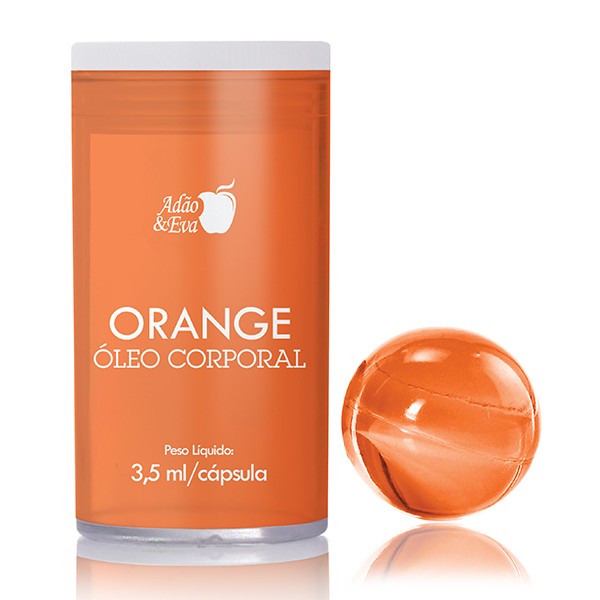 Adão
&Eva
ORANGE
ÓLEO CORPORAL
Peso Líquido:
3,5 ml/cápsula